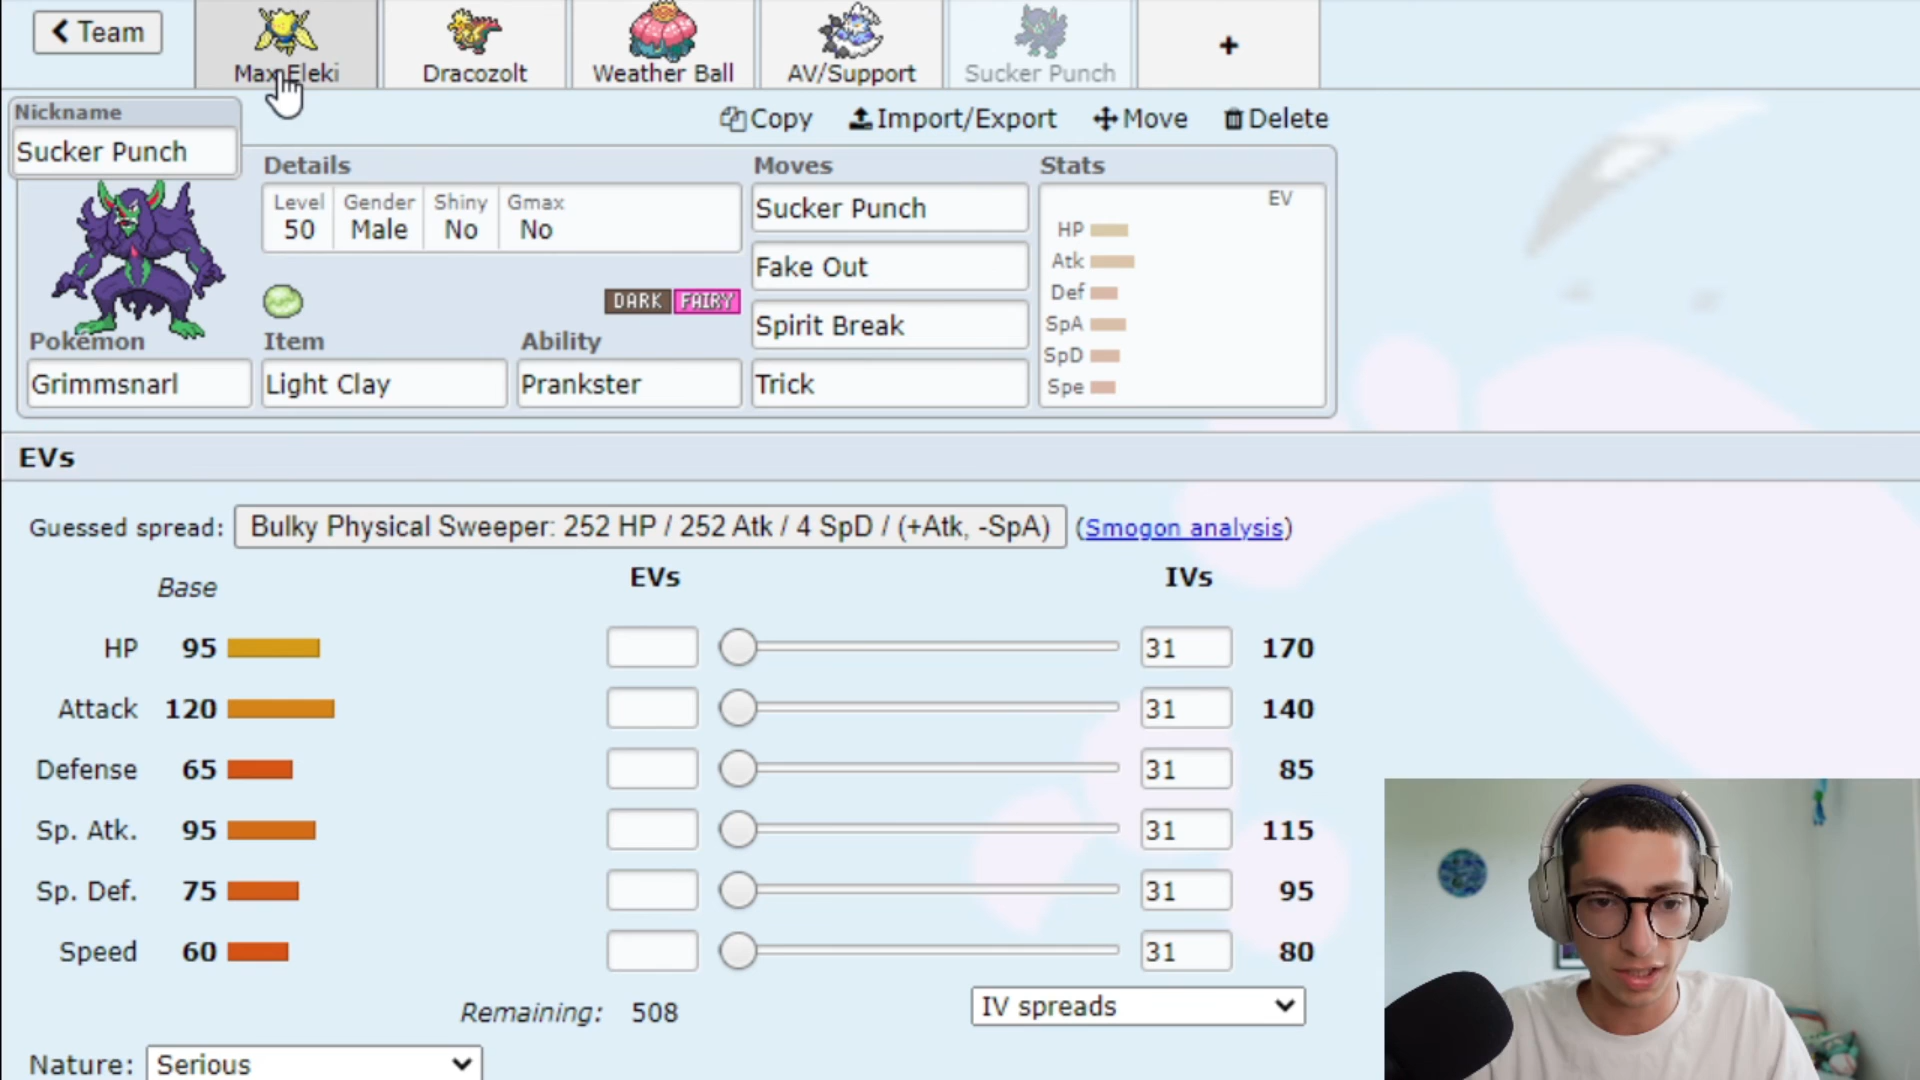 Team
Max Eleki
Dracozolt
Weather Ball
AV/Support
Sucker Punch
+
Copy
Import/Export
Move
Delete
Nickname
Sucker Punch
Details
Level
50
Gender
Male
Shiny
No
Gmax
No
DARK FAIRY
Pokémon
Grimmsnarl
Item
Light Clay
Ability
Prankster
Moves
Sucker Punch
Fake Out
Spirit Break
Trick
Stats
EV
HP
Atk
Def
SpA
SpD
Spe
EVs
Guessed spread: Bulky Physical Sweeper: 252 HP / 252 Atk / 4 SpD / (+Atk, -SpA) (Smogon analysis)
Base EVs IVs
HP 95 31 170
Attack 120 31 140
Defense 65 31 85
Sp. Atk. 95 31 115
Sp. Def. 75 31 95
Speed 60 31 80
Remaining: 508 IV spreads
Nature: Serious